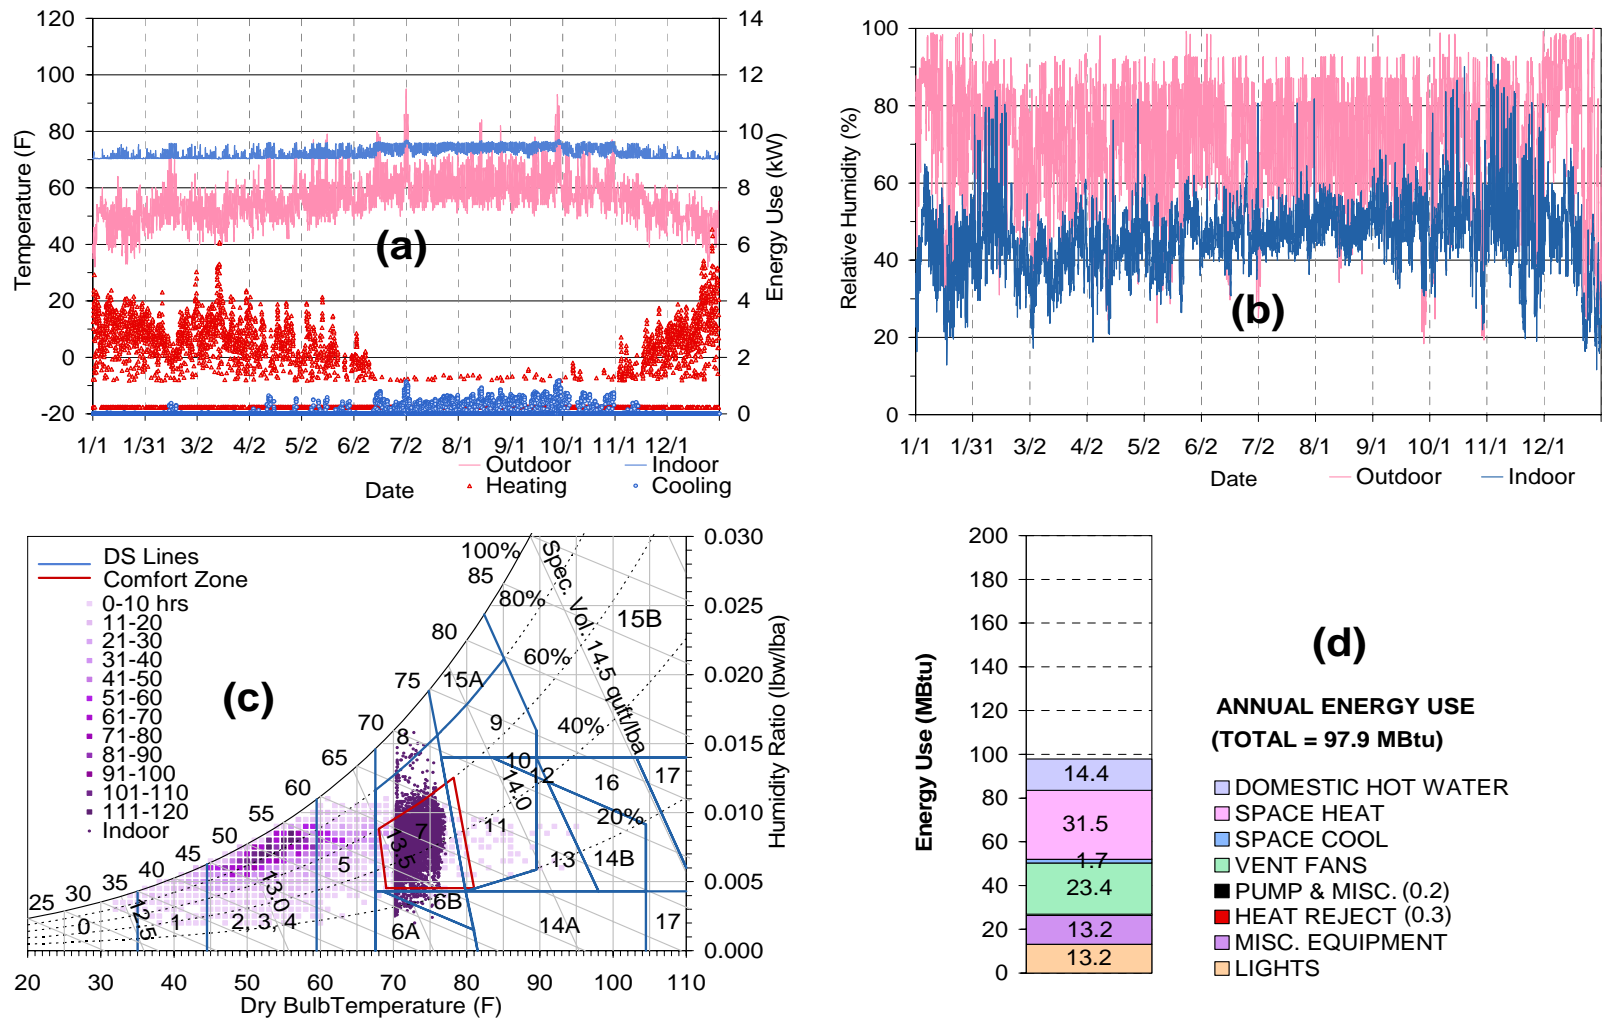 120
100
80
60
40
20
0
-20
14
12
10
8
6
4
2
0
Temperature (F)
Energy Use (kW)
(a)
1/1 1/31 3/2 4/2 5/2 6/2 7/2 8/1 9/1 10/1 11/1 12/1
Date
Outdoor Indoor
Heating Cooling
100
80
60
40
20
0
Relative Humidity (%)
(b)
1/1 1/31 3/2 4/2 5/2 6/2 7/2 8/1 9/1 10/1 11/1 12/1
Date
Outdoor Indoor
DS Lines
Comfort Zone
0-10 hrs
11-20
21-30
31-40
41-50
51-60
61-70
71-80
81-90
91-100
101-110
111-120
Indoor
(c)
100%
80%
60%
40%
20%
Spec. Vol. 14.5 quft/lba
14.0
13.5
13.0
12.5
25 30 35 40 45 50 55 60 65 70 75 80 85
0 1 2, 3, 4 5 6A 6B 7 8 9 10 11 12 13 14A 14B 15A 15B 16 17 17
0.030
0.025
0.020
0.015
0.010
0.005
0.000
Humidity Ratio (lbw/lba)
20 30 40 50 60 70 80 90 100 110
Dry BulbTemperature (F)
200
180
160
140
120
100
80
60
40
20
0
Energy Use (MBtu)
14.4
31.5
1.7
23.4
13.2
13.2
(d)
ANNUAL ENERGY USE
(TOTAL = 97.9 MBtu)
DOMESTIC HOT WATER
SPACE HEAT
SPACE COOL
VENT FANS
PUMP & MISC. (0.2)
HEAT REJECT (0.3)
MISC. EQUIPMENT
LIGHTS